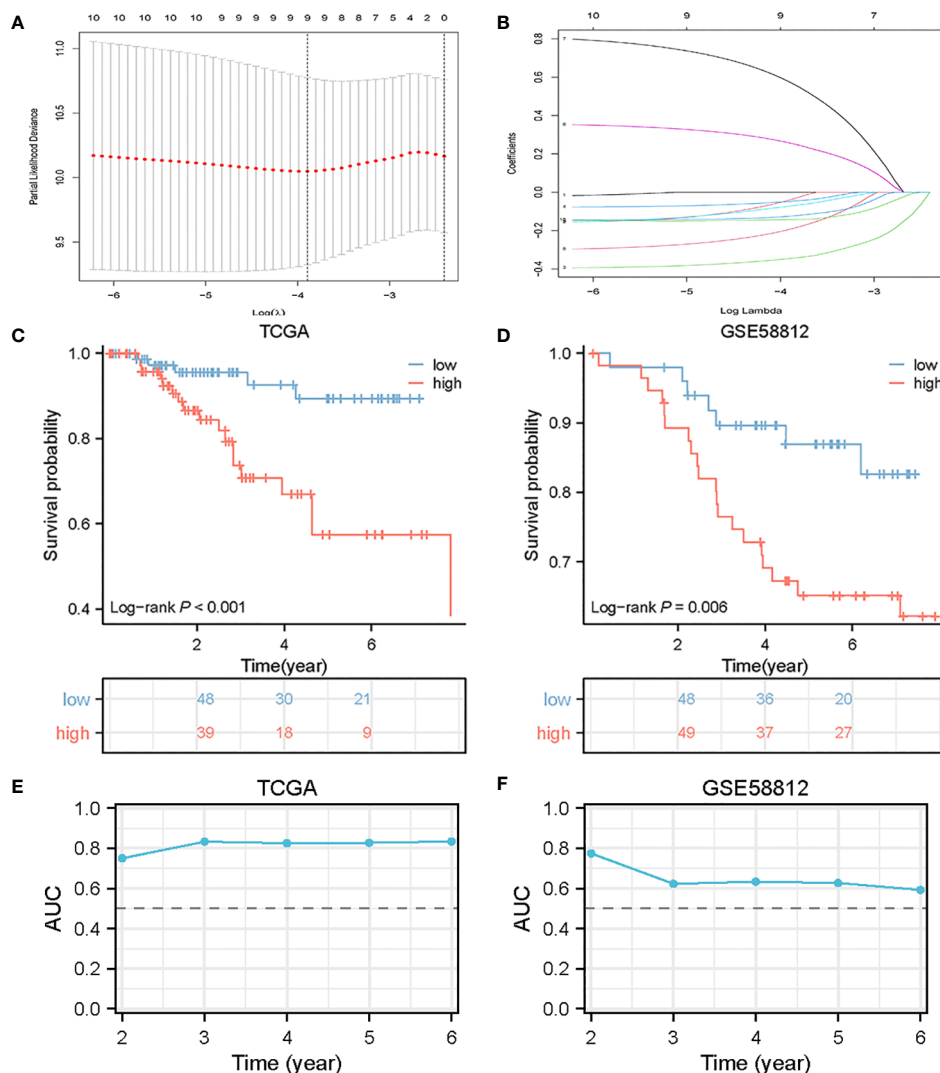 A
10 10 10 10 10 9 9 9 9 9 9 8 8 7 5 4 2 0
11.0
10.5
10.0
9.5
Partial Likelihood Deviance
-6 -5 -4 -3
Log(λ)
B
10 9 9 7
0.8
0.6
0.4
0.2
0.0
-0.2
-0.4
Coefficients
7
6
1
4
3
-6 -5 -4 -3
Log Lambda
C
TCGA
low
high
1.0
0.8
0.6
0.4
Survival probability
Log-rank P < 0.001
2 4 6
Time(year)
low 48 30 21
high 39 18 9
D
GSE58812
low
high
1.0
0.9
0.8
0.7
Survival probability
Log-rank P = 0.006
2 4 6
Time(year)
low 48 36 20
high 49 37 27
E
TCGA
1.0
0.8
0.6
0.4
0.2
0.0
AUC
2 3 4 5 6
Time (year)
F
GSE58812
1.0
0.8
0.6
0.4
0.2
0.0
AUC
2 3 4 5 6
Time (year)